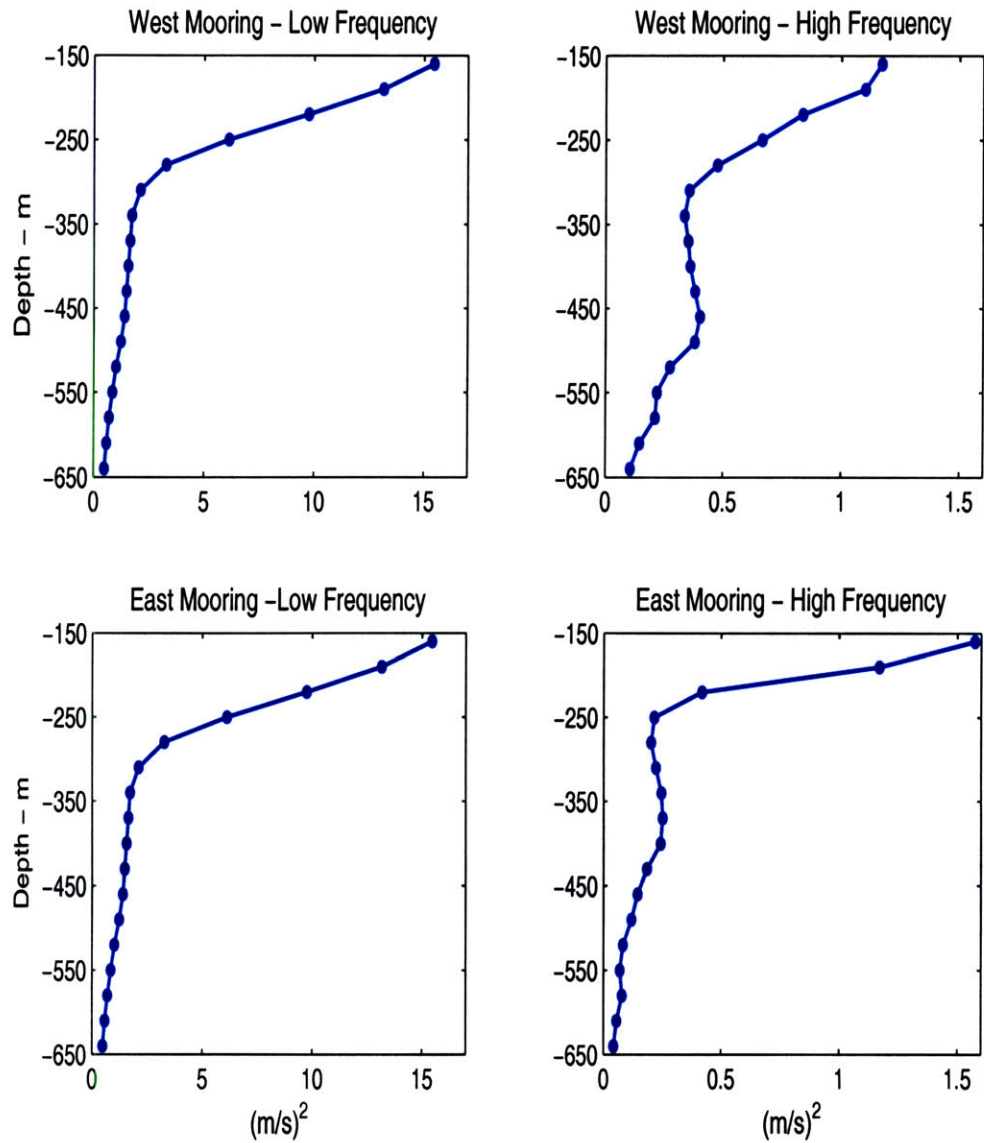 West Mooring – Low Frequency
West Mooring – High Frequency
−150
−250
−350
−450
−550
−650
Depth – m
0 5 10 15
−150
−250
−350
−450
−550
−650
0 0.5 1 1.5
East Mooring –Low Frequency
East Mooring – High Frequency
−150
−250
−350
−450
−550
−650
Depth – m
0 5 10 15
(m/s)²
−150
−250
−350
−450
−550
−650
0 0.5 1 1.5
(m/s)²